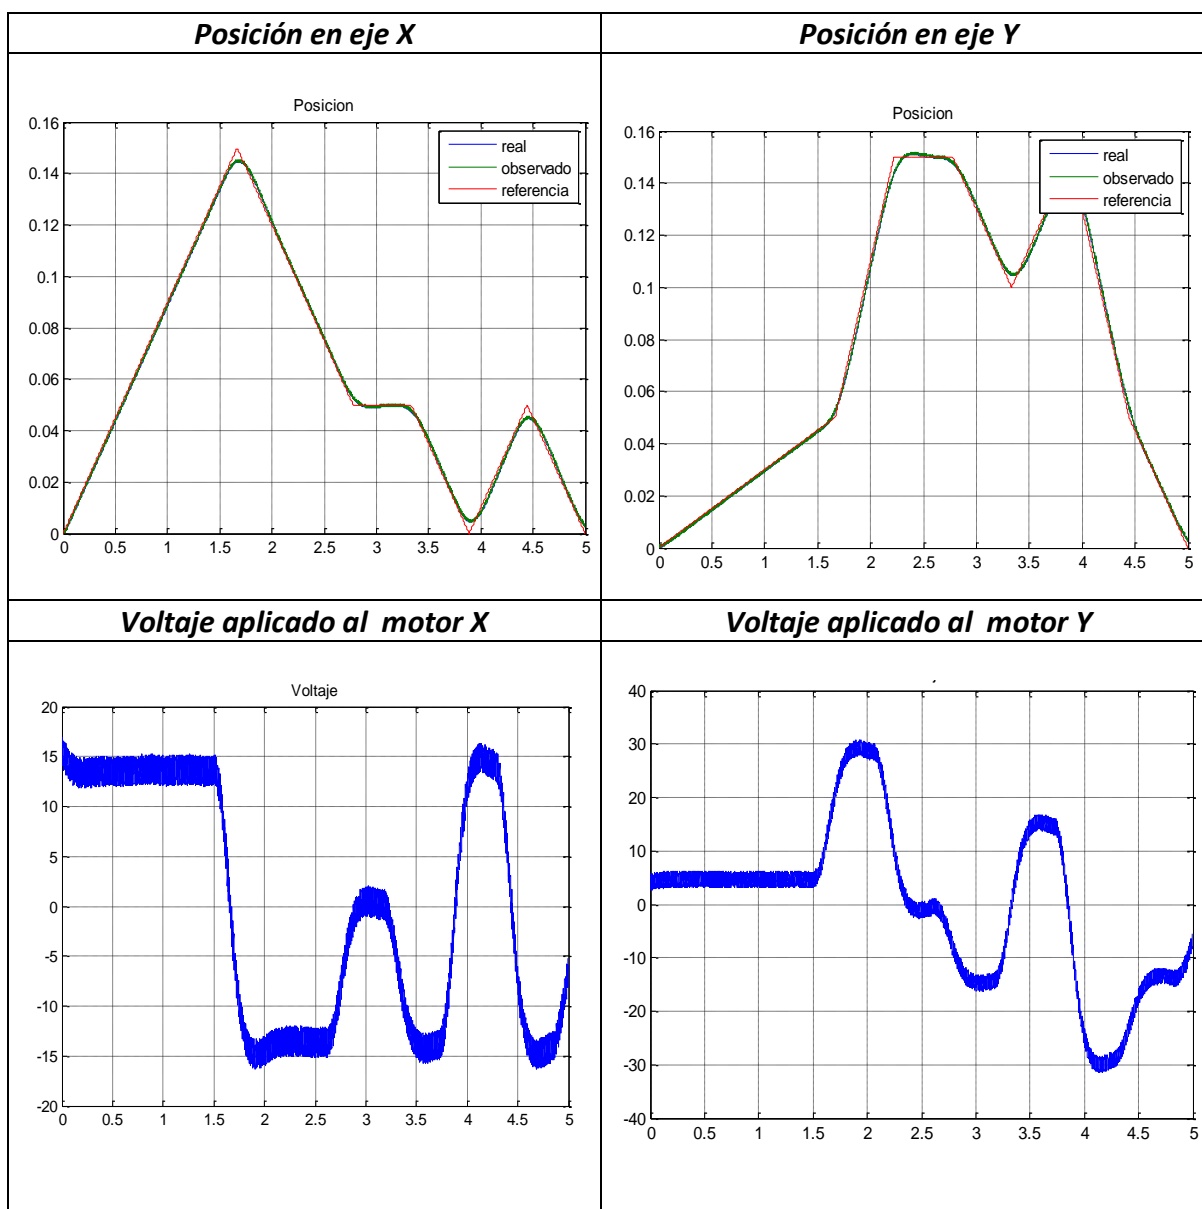 Posición en eje X
Posición en eje Y
Posicion
0.16
0.14
0.12
0.1
0.08
0.06
0.04
0.02
0
0 0.5 1 1.5 2 2.5 3 3.5 4 4.5 5
real
observado
referencia
Posicion
0.16
0.14
0.12
0.1
0.08
0.06
0.04
0.02
0
0 0.5 1 1.5 2 2.5 3 3.5 4 4.5 5
real
observado
referencia
Voltaje aplicado al motor X
Voltaje aplicado al motor Y
Voltaje
20
15
10
5
0
-5
-10
-15
-20
0 0.5 1 1.5 2 2.5 3 3.5 4 4.5 5
40
30
20
10
0
-10
-20
-30
-40
0 0.5 1 1.5 2 2.5 3 3.5 4 4.5 5